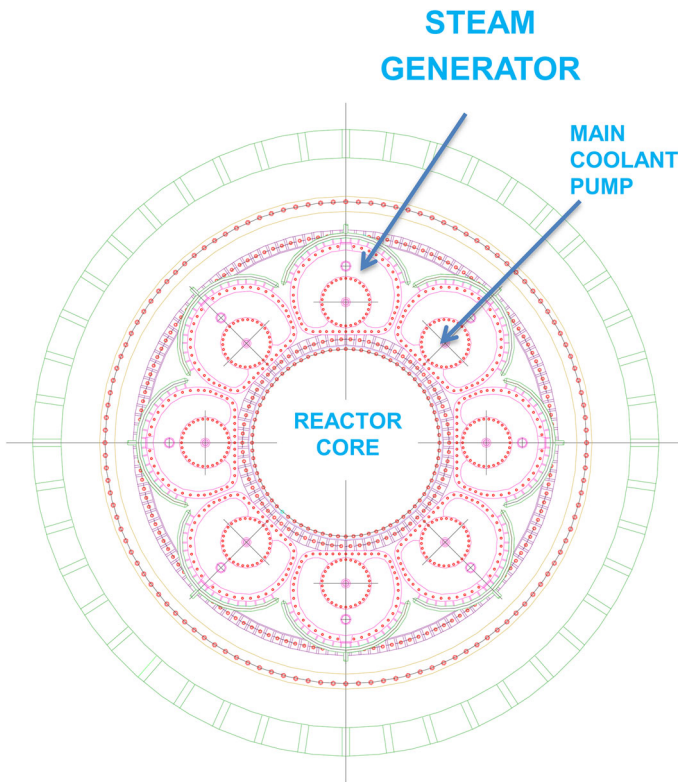 STEAM
GENERATOR
MAIN
COOLANT
PUMP
REACTOR
CORE